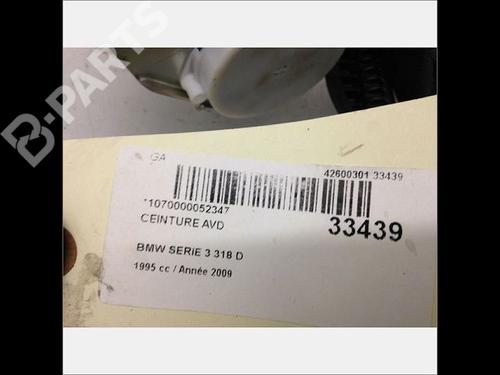 B-PARTS
GA
42600301 33439
*1070000052347
CEINTURE AVD
33439
BMW SERIE 3 318 D
1995 cc / Année 2009